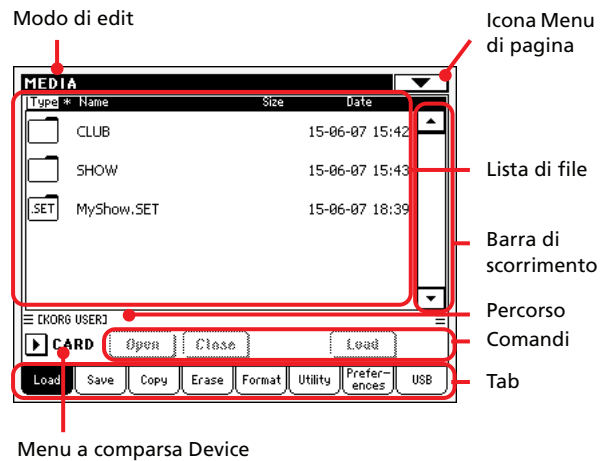 Modo di edit
Icona Menu
di pagina
MEDIA
Type * Name Size Date
CLUB 15-06-07 15:42
SHOW 15-06-07 15:43
.SET MyShow.SET 15-06-07 18:39
Lista di file
Barra di
scorrimento
[KORG USER]
Percorso
CARD Open Close Load
Comandi
Load Save Copy Erase Format Utility Prefer-
ences USB
Tab
Menu a comparsa Device